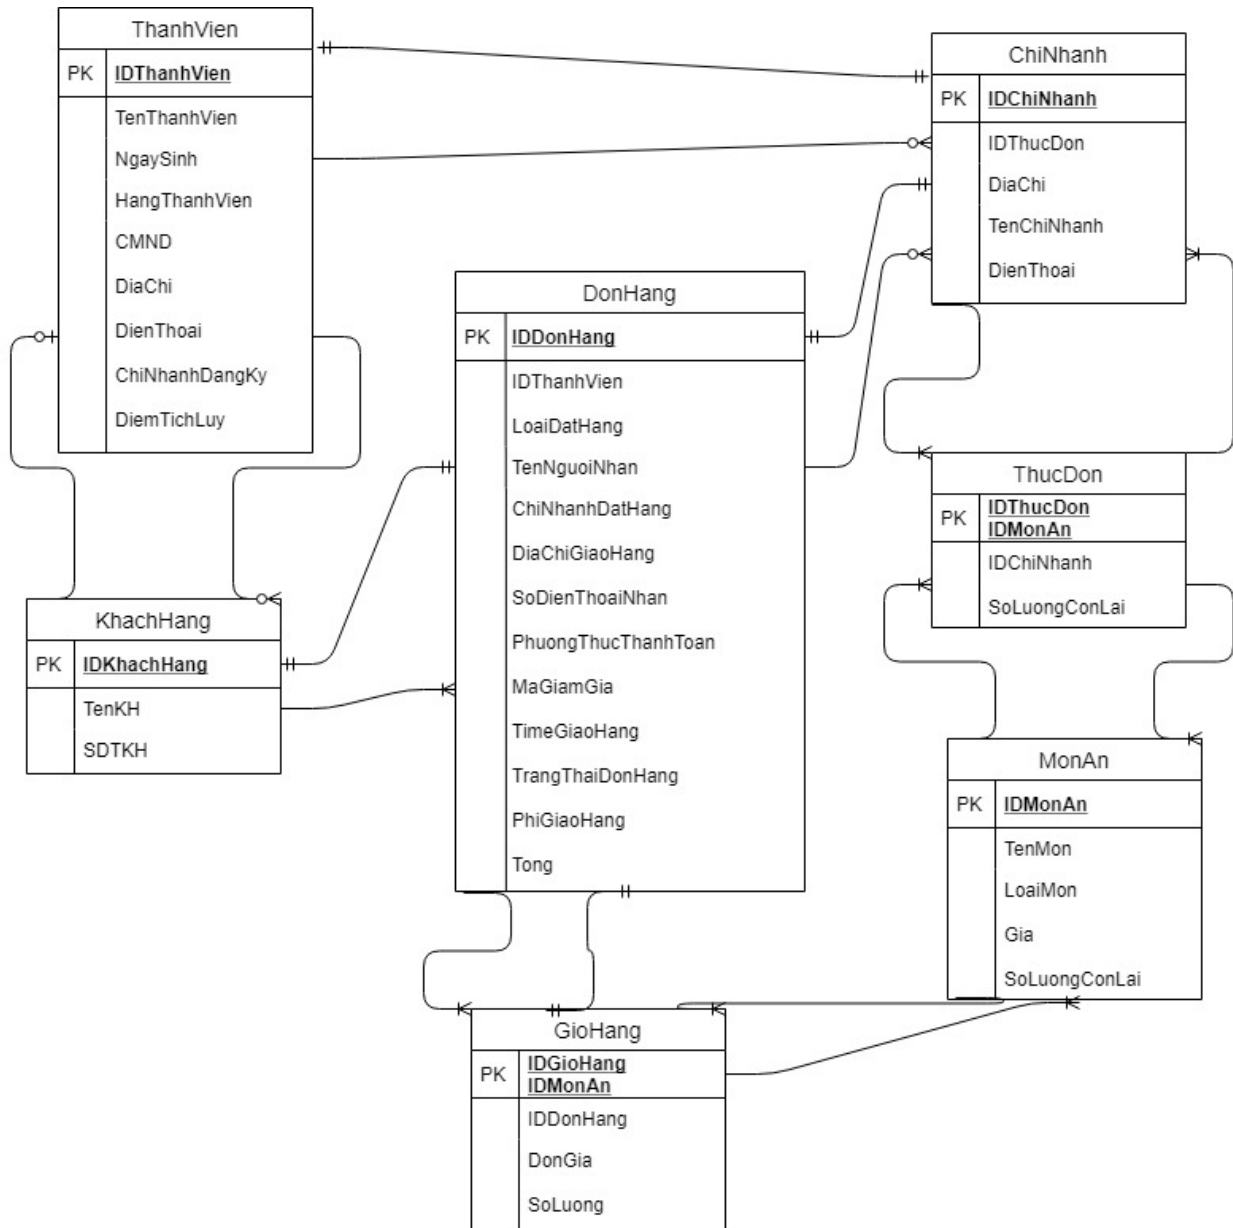 ThanhVien
PK IDThanhVien
TenThanhVien
NgaySinh
HangThanhVien
CMND
DiaChi
DienThoai
ChiNhanhDangKy
DiemTichLuy
ChiNhanh
PK IDChiNhanh
IDThucDon
DiaChi
TenChiNhanh
DienThoai
DonHang
PK IDDonHang
IDThanhVien
LoaiDatHang
TenNguoiNhan
ChiNhanhDatHang
DiaChiGiaoHang
SoDienThoaiNhan
PhuongThucThanhToan
MaGiamGia
TimeGiaoHang
TrangThaiDonHang
PhiGiaoHang
Tong
ThucDon
PK IDThucDon
IDMonAn
IDChiNhanh
SoLuongConLai
KhachHang
PK IDKhachHang
TenKH
SDTKH
MonAn
PK IDMonAn
TenMon
LoaiMon
Gia
SoLuongConLai
GioHang
PK IDGioHang
IDMonAn
IDDonHang
DonGia
SoLuong